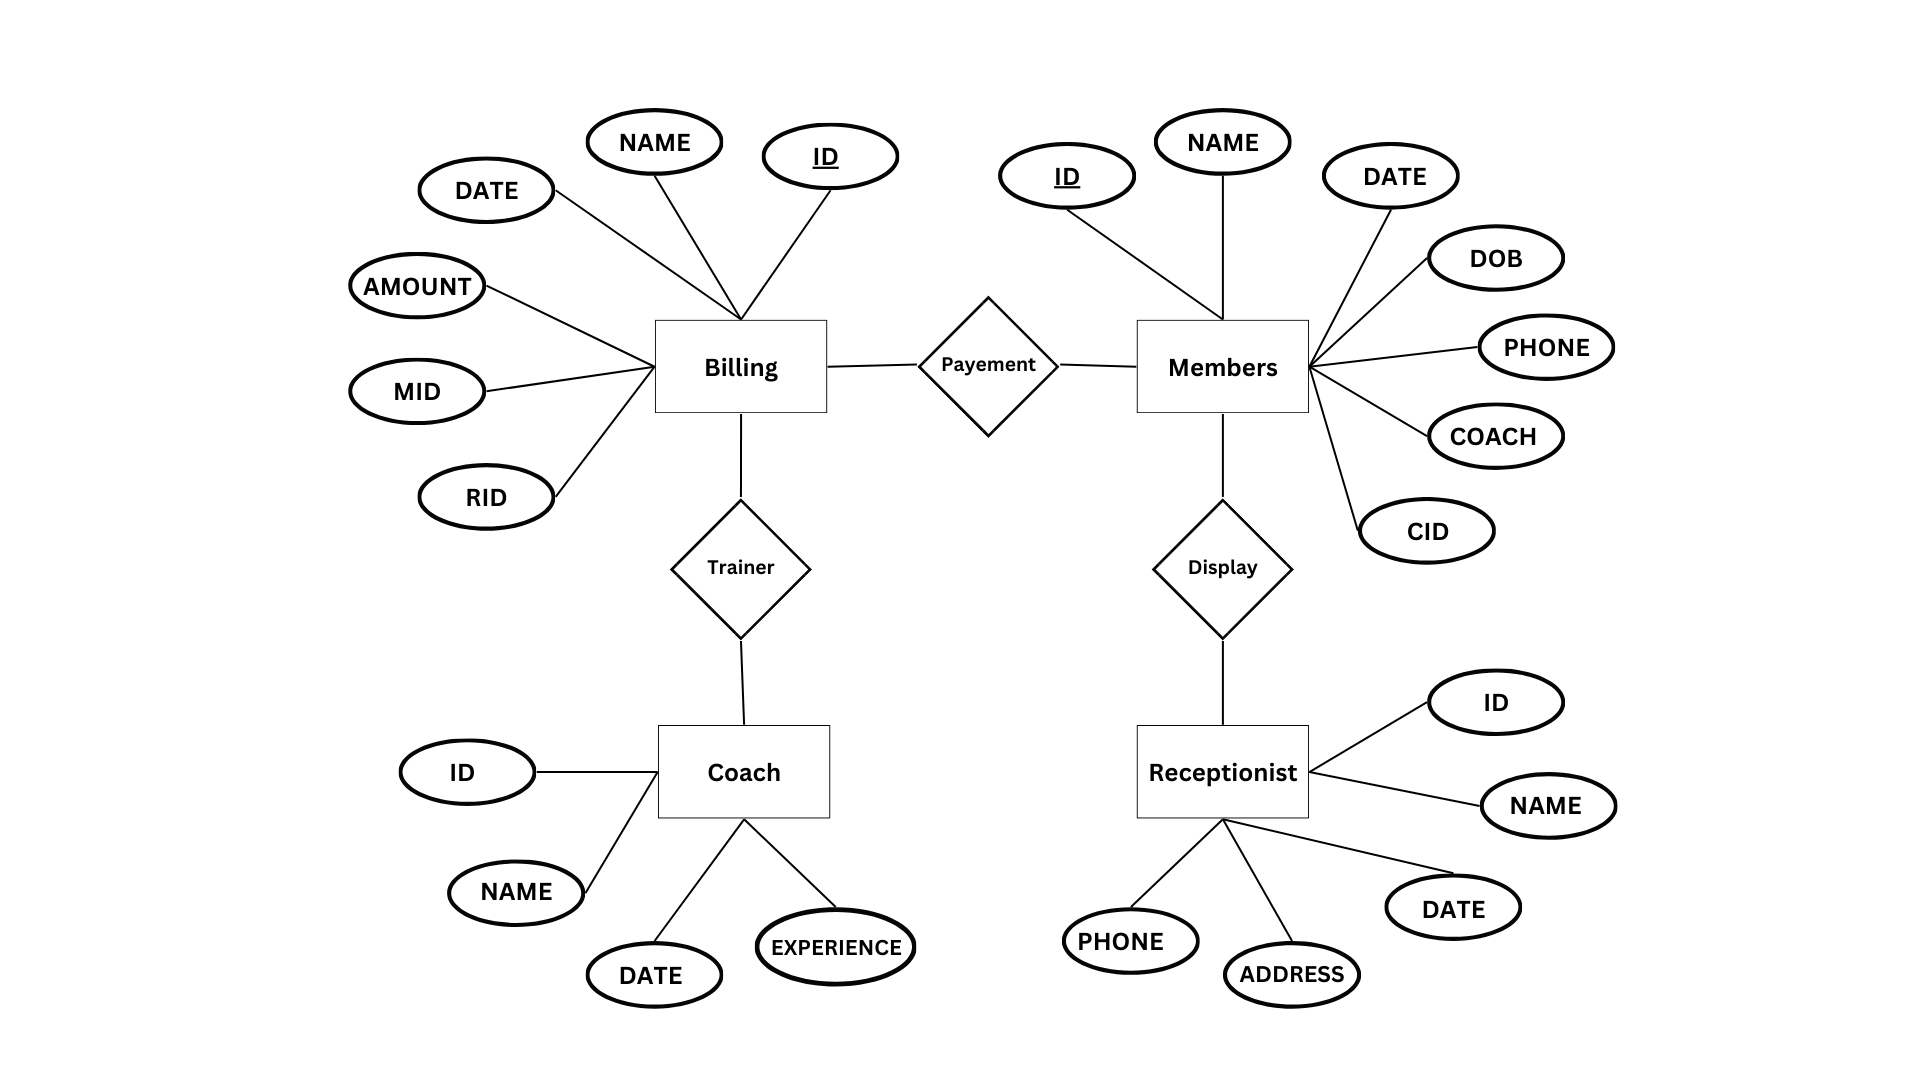 NAME
ID
NAME
ID
DATE
DATE
DOB
AMOUNT
PHONE
Billing
Payement
Members
MID
COACH
RID
CID
Trainer
Display
ID
ID
Coach
Receptionist
NAME
NAME
DATE
PHONE
EXPERIENCE
DATE
ADDRESS